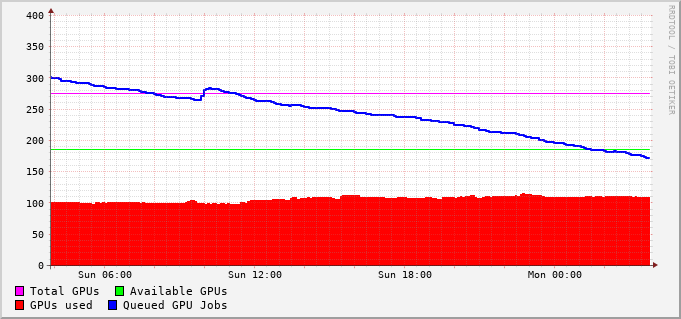 400
350
300
250
200
150
100
50
0
Sun 06:00 Sun 12:00 Sun 18:00 Mon 00:00
Total GPUs Available GPUs
GPUs used Queued GPU Jobs
RRDTOOL / TOBI OETIKER